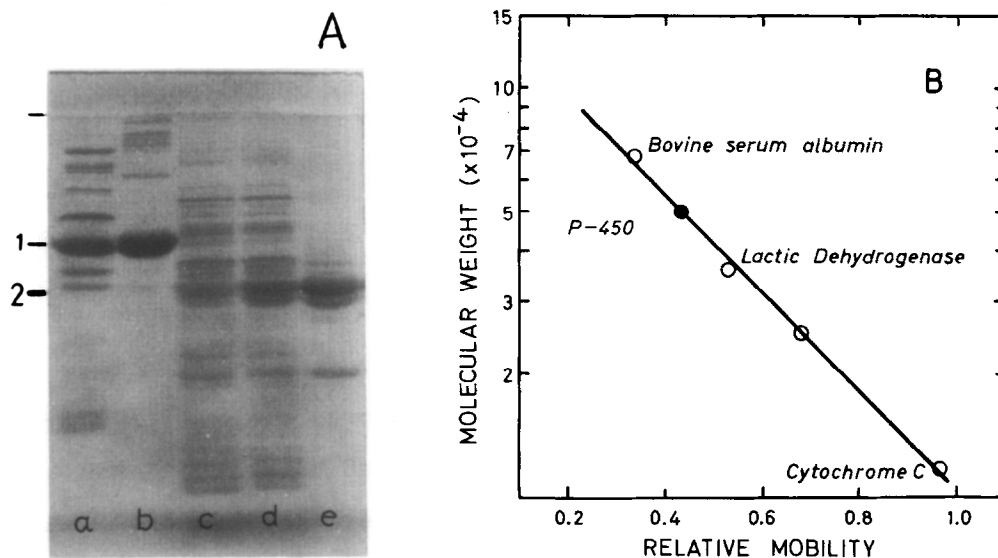 A
1
2
a b c d e
B
MOLECULAR WEIGHT (x10⁻⁴)
15
10
7
5
3
2
Bovine serum albumin
P-450
Lactic Dehydrogenase
Cytochrome C
0.2 0.4 0.6 0.8 1.0
RELATIVE MOBILITY